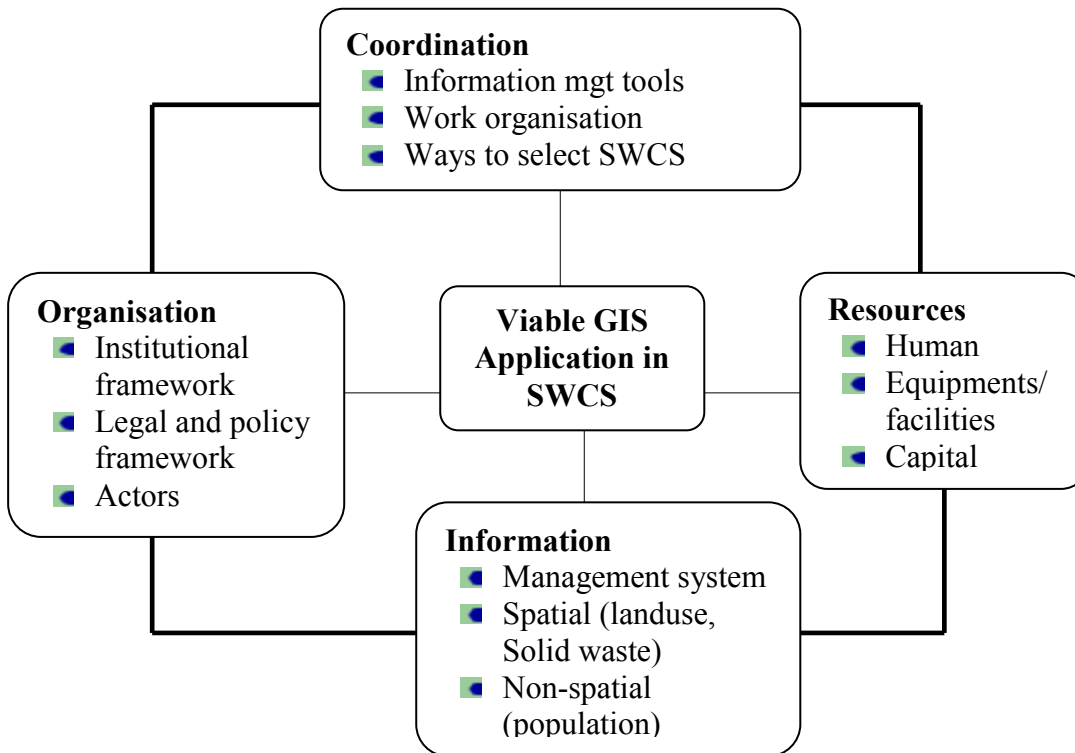 Coordination
Information mgt tools
Work organisation
Ways to select SWCS
Organisation
Institutional
framework
Legal and policy
framework
Actors
Viable GIS
Application in
SWCS
Resources
Human
Equipments/
facilities
Capital
Information
Management system
Spatial (landuse,
Solid waste)
Non-spatial
(population)